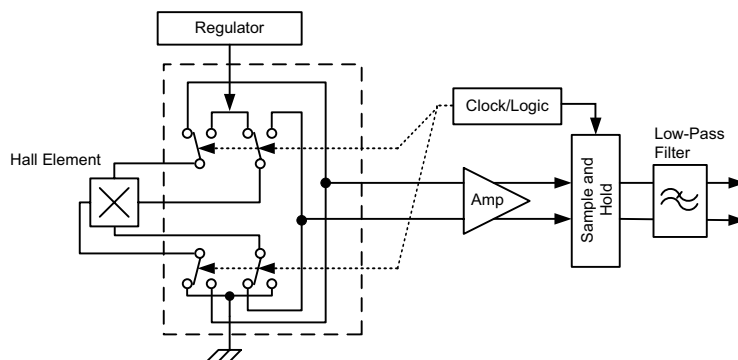 Regulator
Clock/Logic
Low-Pass
Filter
Hall Element
Amp
Sample and
Hold